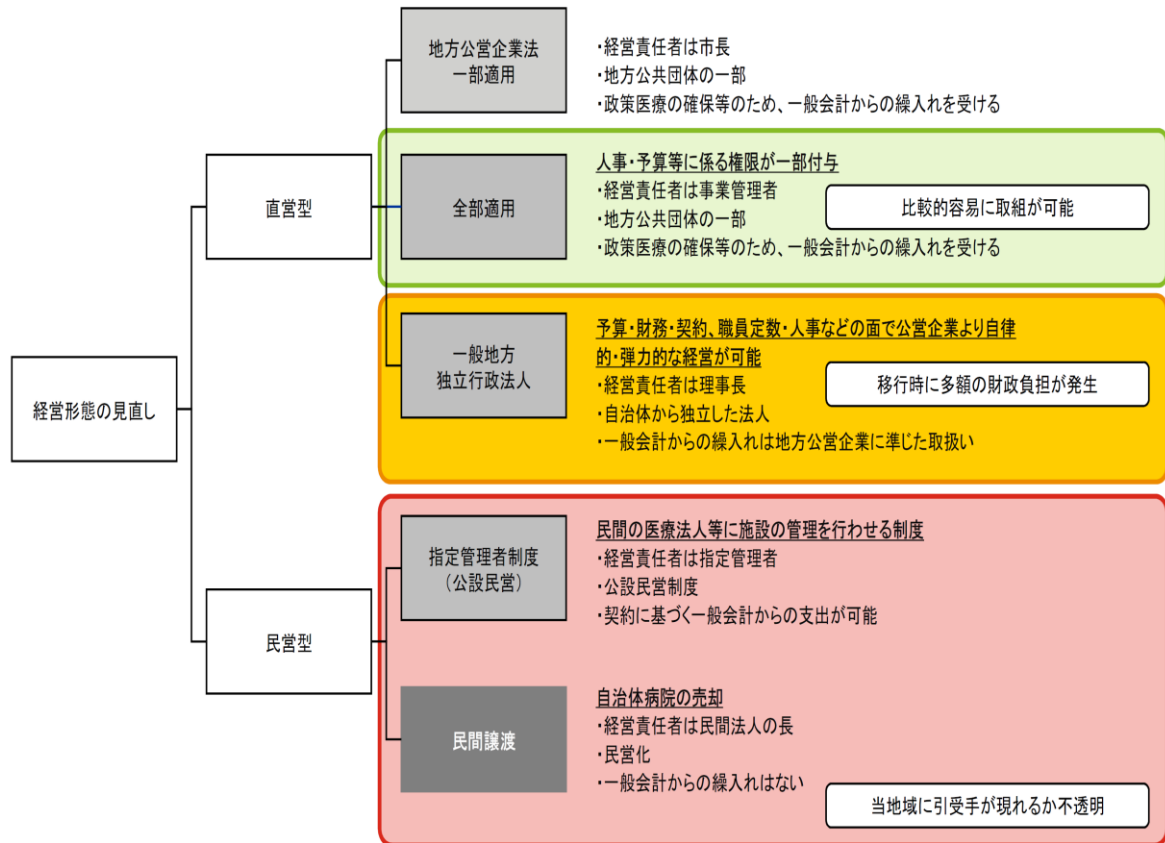 経営形態の見直し
直営型
地方公営企業法
一部適用
・経営責任者は市長
・地方公共団体の一部
・政策医療の確保等のため、一般会計からの繰入れを受ける
全部適用
人事・予算等に係る権限が一部付与
・経営責任者は事業管理者
・地方公共団体の一部
・政策医療の確保等のため、一般会計からの繰入れを受ける
比較的容易に取組が可能
一般地方
独立行政法人
予算・財務・契約、職員定数・人事などの面で公営企業より自律
的・弾力的な経営が可能
・経営責任者は理事長
・自治体から独立した法人
・一般会計からの繰入れは地方公営企業に準じた取扱い
移行時に多額の財政負担が発生
民営型
指定管理者制度
（公設民営）
民間の医療法人等に施設の管理を行わせる制度
・経営責任者は指定管理者
・公設民営制度
・契約に基づく一般会計からの支出が可能
民間譲渡
自治体病院の売却
・経営責任者は民間法人の長
・民営化
・一般会計からの繰入れはない
当地域に引受手が現れるか不透明